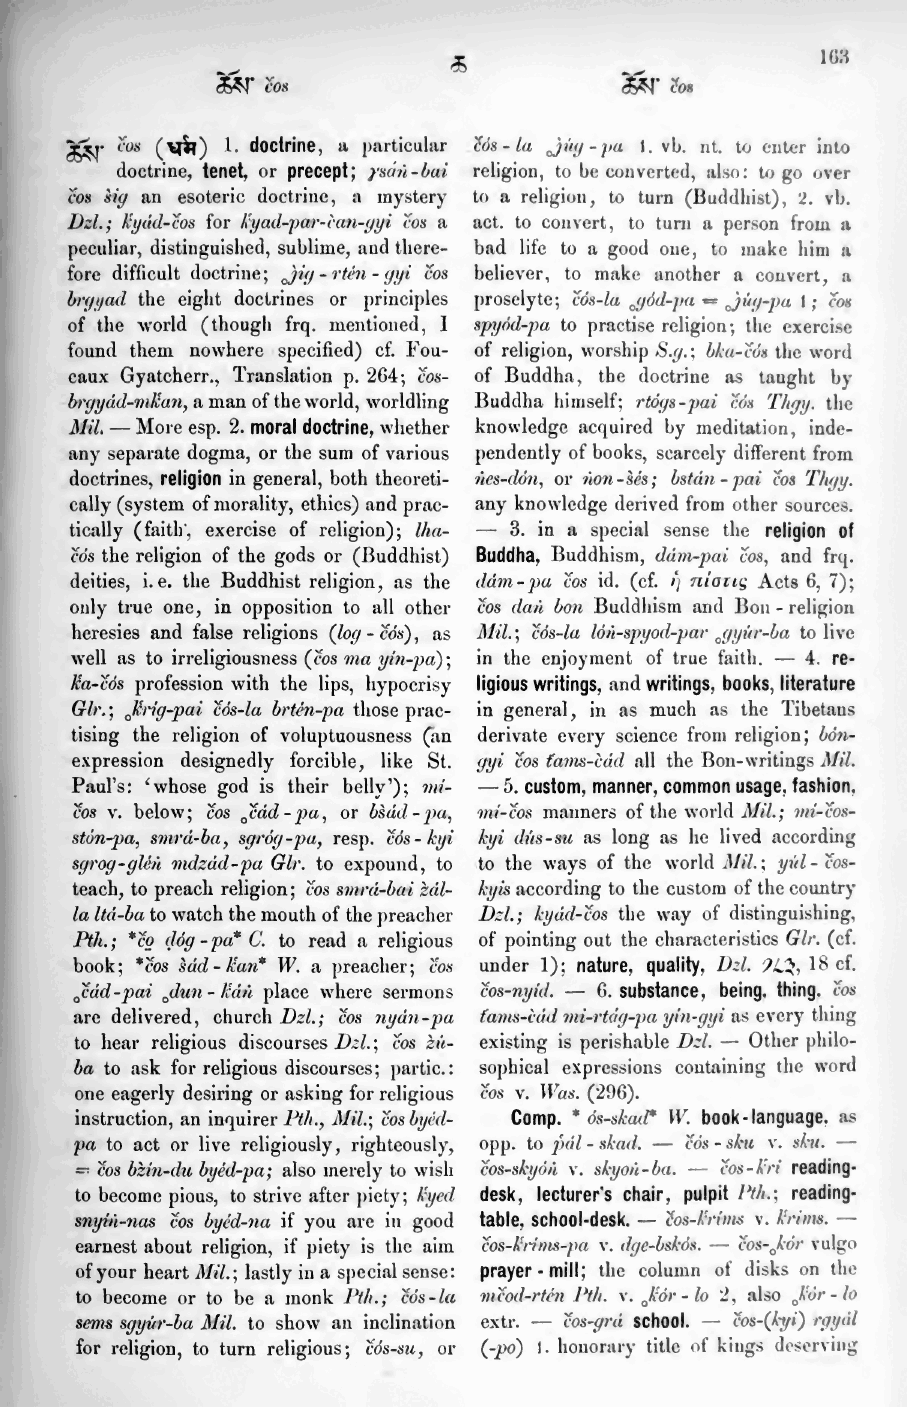 163
ཆ
ཆོས་ čos
ཆོས་ čos
ཆོས་ čos (धर्म) 1. doctrine, a particular
doctrine, tenet, or precept; γsáṅ-bai
čos šig an esoteric doctrine, a mystery
Dzl.; k̔yád-čos for k̔yad-par-čan-gyi čos a
peculiar, distinguished, sublime, and there-
fore difficult doctrine; ₒǰig-rtén-gyi čos
brgyad the eight doctrines or principles
of the world (though frq. mentioned, I
found them nowhere specified) cf. Fou-
caux Gyatcherr., Translation p. 264; čos-
brgyád-mk̔an, a man of the world, worldling
Mil. — More esp. 2. moral doctrine, whether
any separate dogma, or the sum of various
doctrines, religion in general, both theoreti-
cally (system of morality, ethics) and prac-
tically (faith, exercise of religion); lha-
čós the religion of the gods or (Buddhist)
deities, i. e. the Buddhist religion, as the
only true one, in opposition to all other
heresies and false religions (log-čós), as
well as to irreligiousness (čos ma yín-pa);
k̔a-čós profession with the lips, hypocrisy
Glr.; ₒk̔rig-pai čós-la brtén-pa those prac-
tising the religion of voluptuousness (an
expression designedly forcible, like St.
Paul's: ‘whose god is their belly’); mi-
čos v. below; čos ₒčád-pa, or bšád-pa,
stón-pa, smrá-ba, sgróg-pa, resp. čós-kyi
sgrog-gléṅ mdzád-pa Glr. to expound, to
teach, to preach religion; čos smrá-bai žál-
la ltá-ba to watch the mouth of the preacher
Pth.; *čo̱ ḍóg-pa* C. to read a religious
book; *čos šád-k̔an* W. a preacher; čos
ₒčád-pai ₒdun-k̔áṅ place where sermons
are delivered, church Dzl.; čos nyán-pa
to hear religious discourses Dzl.; čos žú-
ba to ask for religious discourses; partic.:
one eagerly desiring or asking for religious
instruction, an inquirer Pth., Mil.; čos byéd-
pa to act or live religiously, righteously,
= čos bžín-du byéd-pa; also merely to wish
to become pious, to strive after piety; k̔yed
snyíṅ-nas čos byéd-na if you are in good
earnest about religion, if piety is the aim
of your heart Mil.; lastly in a special sense:
to become or to be a monk Pth.; čós-la
sems sgyúr-ba Mil. to show an inclination
for religion, to turn religious; čós-su, or
čós-la ₒǰúg-pa 1. vb. nt. to enter into
religion, to be converted, also: to go over
to a religion, to turn (Buddhist), 2. vb.
act. to convert, to turn a person from a
bad life to a good one, to make him a
believer, to make another a convert, a
proselyte; čós-la ₒgód-pa = ₒǰúg-pa 1; čos
spyód-pa to practise religion; the exercise
of religion, worship S.g.; bka-čós the word
of Buddha, the doctrine as taught by
Buddha himself; rtógs-pai čós Thgy. the
knowledge acquired by meditation, inde-
pendently of books, scarcely different from
ṅes-dón, or ṅon-šés; bstán-pai čos Thgy.
any knowledge derived from other sources.
— 3. in a special sense the religion of
Buddha, Buddhism, dám-pai čos, and frq.
dám-pa čos id. (cf. ἡ πίστις Acts 6, 7);
čos daṅ bon Buddhism and Bon-religion
Mil.; čós-la lóṅ-spyod-par ₒgyúr-ba to live
in the enjoyment of true faith. — 4. re-
ligious writings, and writings, books, literature
in general, in as much as the Tibetans
derivate every science from religion; bón-
gyi čos t̔ams-čád all the Bon-writings Mil.
— 5. custom, manner, common usage, fashion,
mí-čos manners of the world Mil.; mí-čos-
kyi dús-su as long as he lived according
to the ways of the world Mil.; yúl-čos-
kyis according to the custom of the country
Dzl.; kyád-čos the way of distinguishing,
of pointing out the characteristics Glr. (cf.
under 1); nature, quality, Dzl. ༢༤༣, 18 cf.
čos-nyíd. — 6. substance, being, thing, čos
t̔ams-čád mi-rtág-pa yín-gyi as every thing
existing is perishable Dzl. — Other philo-
sophical expressions containing the word
čos v. Was. (296).
Comp. * ós-skad* W. book-language, as
opp. to p̔ál-skad. — čós-sku v. sku. —
čos-skyóṅ v. skyoṅ-ba. — čos-k̔ri reading-
desk, lecturer's chair, pulpit Pth.; reading-
table, school-desk. — čos-k̔ríms v. k̔rims. —
čos-k̔ríms-pa v. dge-bskós. — čos-ₒk̔ór vulgo
prayer-mill; the column of disks on the
mčod-rtén Pth. v. ₒk̔ór-lo 2, also ₒk̔ór-lo
extr. — čos-grá school. — čos-(kyi) rgyál
(-po) 1. honorary title of kings deserving